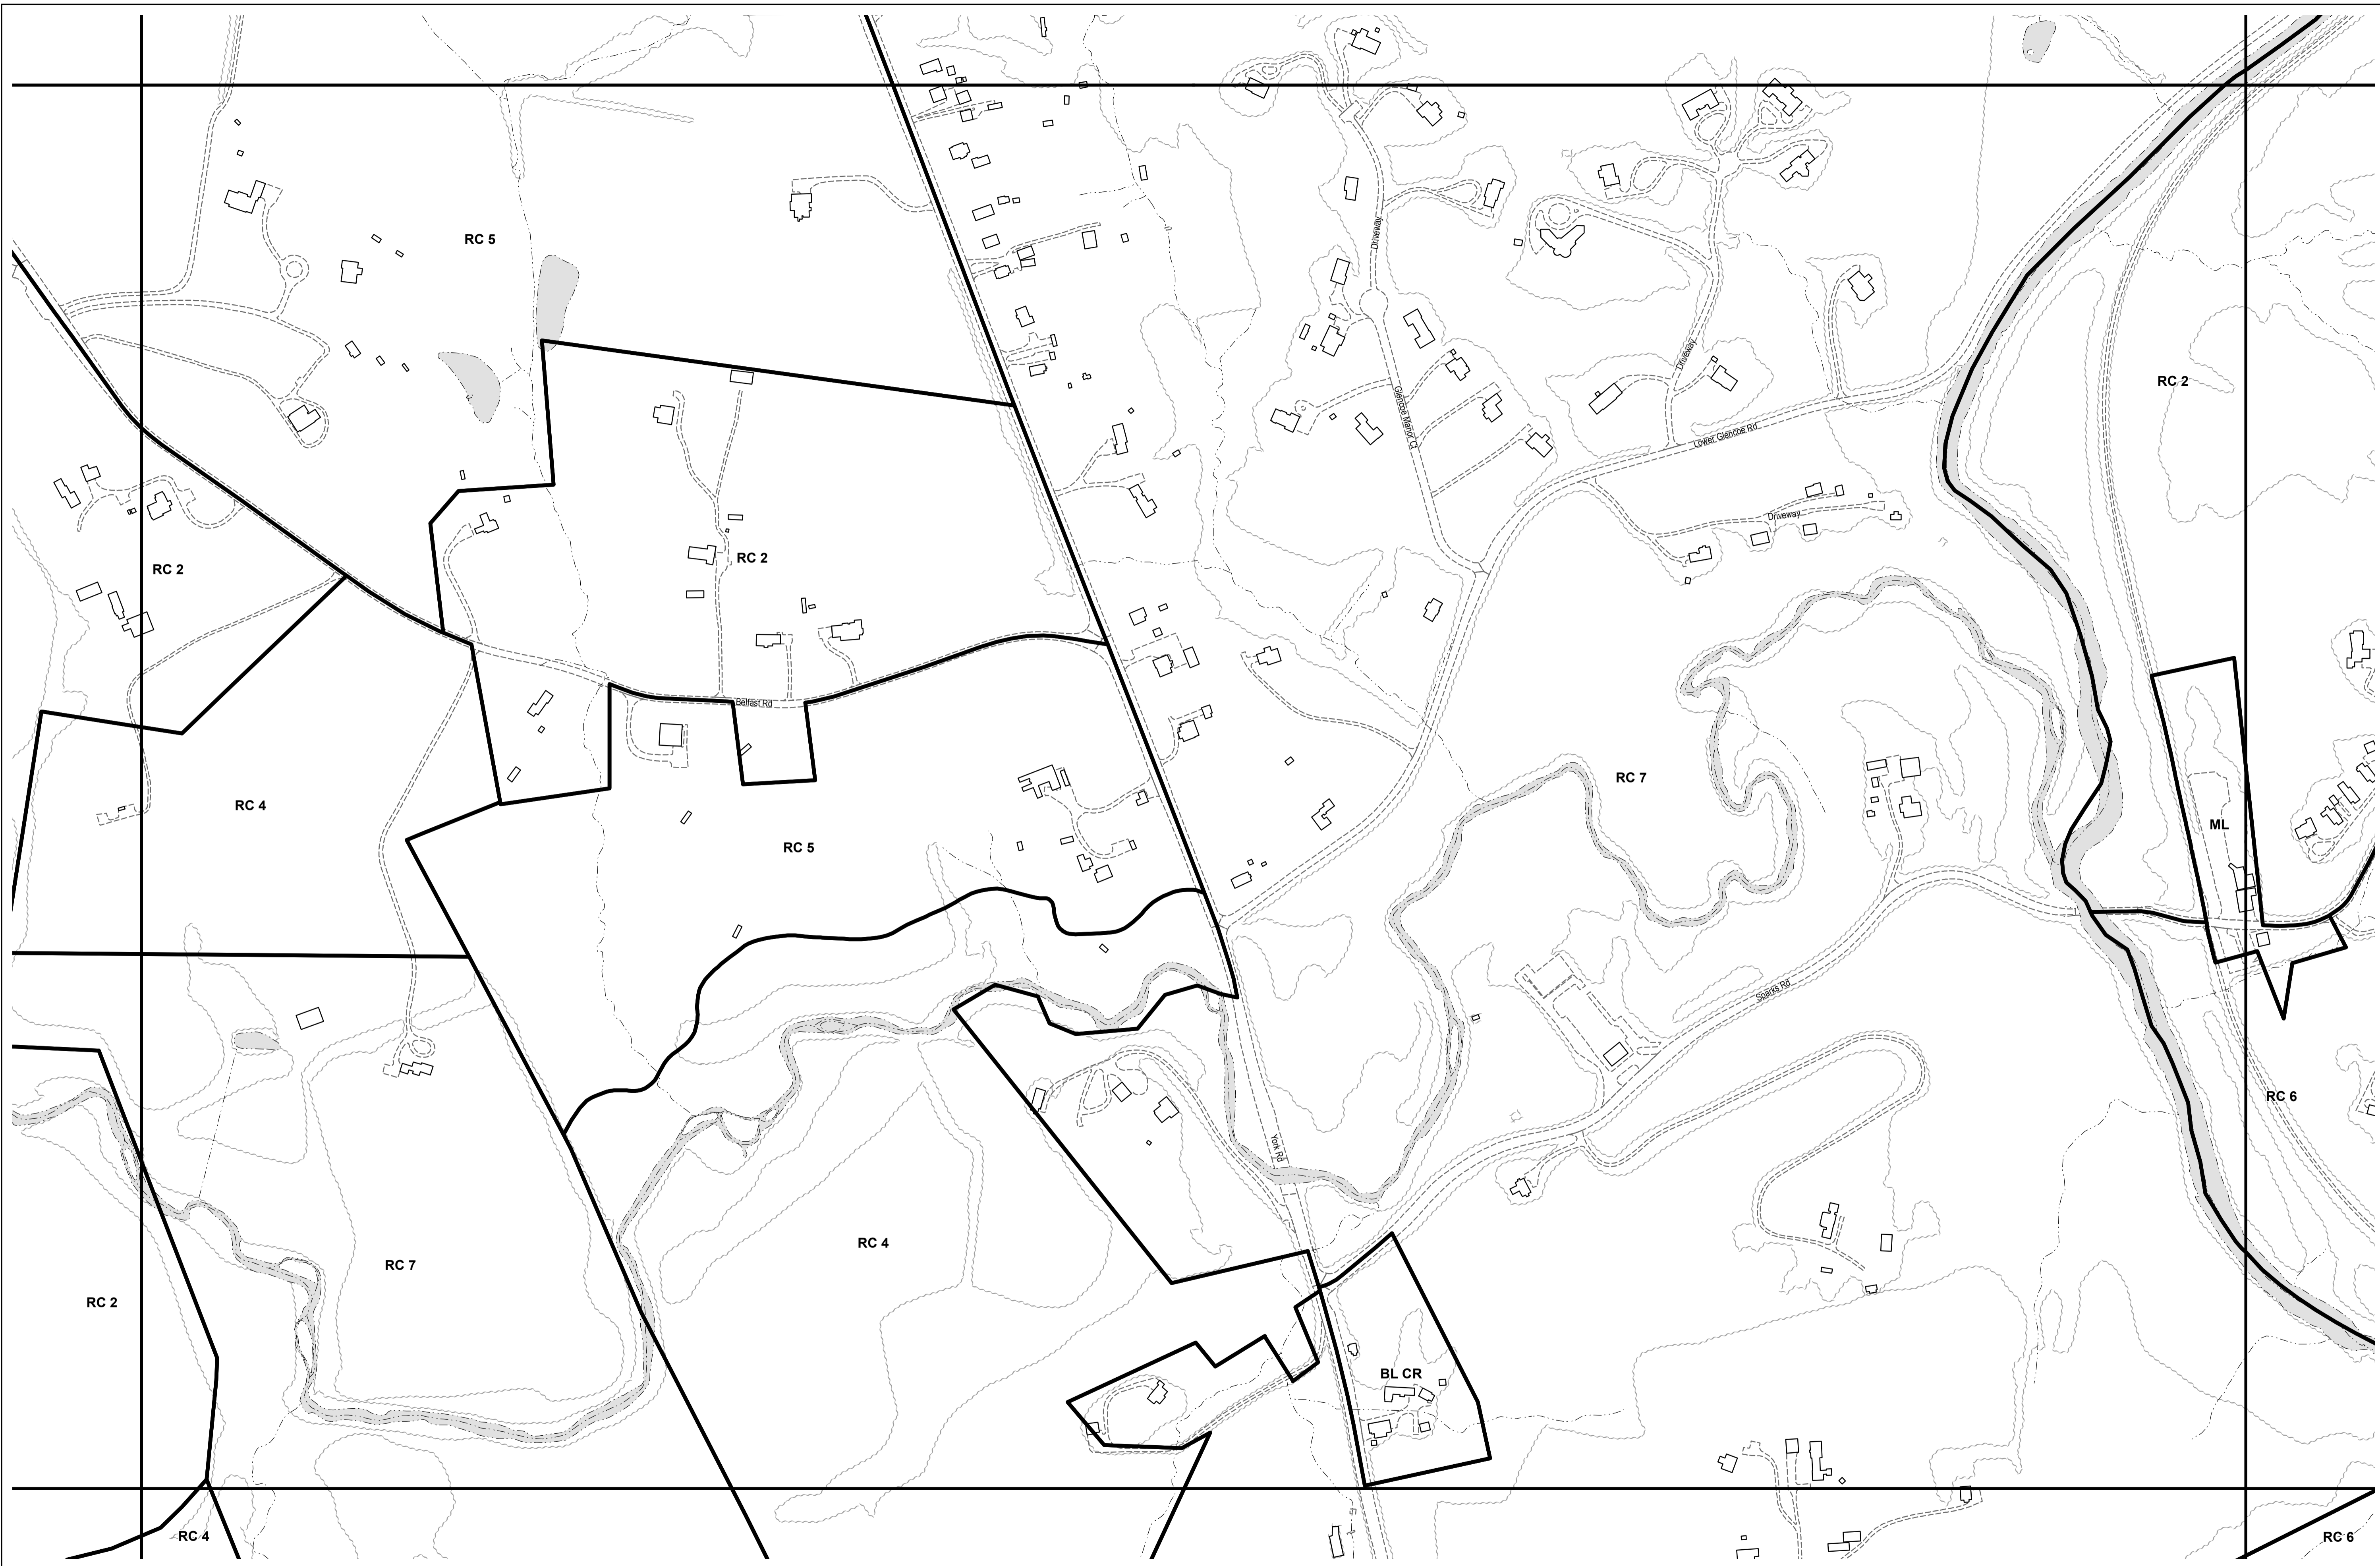 RC 5
Driveway
Driveway
RC 2
Glencoe Manor Ct
Lower Glencoe Rd
Driveway
RC 2
RC 2
Belfast Rd
RC 7
RC 4
ML
RC 5
Sparks Rd
RC 6
York Rd
RC 4
RC 7
RC 2
BL CR
RC 4
RC 6